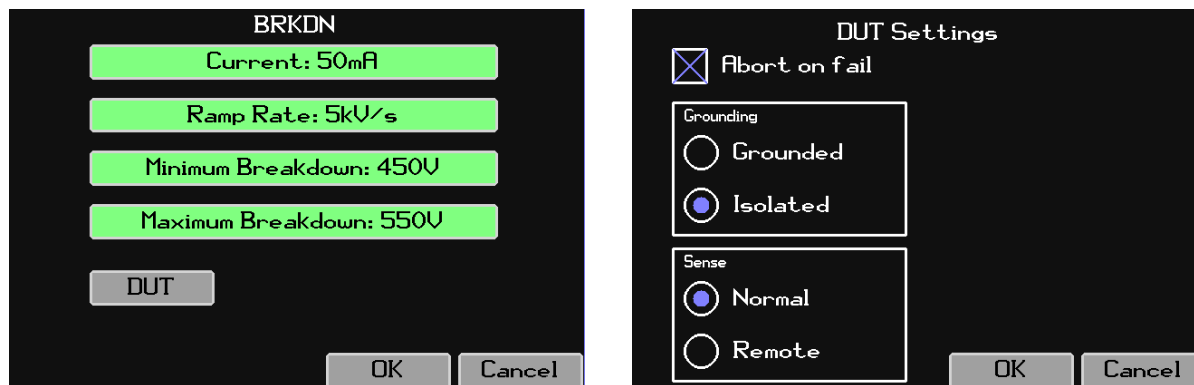 BRKDN
Current: 50mA
Ramp Rate: 5kV/s
Minimum Breakdown: 450V
Maximum Breakdown: 550V
DUT
OK
Cancel
DUT Settings
Abort on fail
Grounding
Grounded
Isolated
Sense
Normal
Remote
OK
Cancel